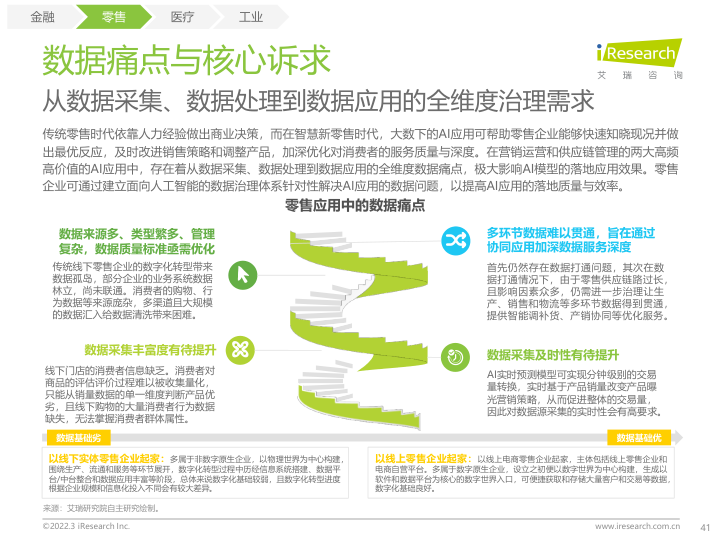 金融
零售
医疗
工业
数据痛点与核心诉求
iResearch
艾 瑞 咨 询
从数据采集、数据处理到数据应用的全维度治理需求
传统零售时代依靠人力经验做出商业决策，而在智慧新零售时代，大数下的AI应用可帮助零售企业能够快速知晓现况并做
出最优反应，及时改进销售策略和调整产品，加深优化对消费者的服务质量与深度。在营销运营和供应链管理的两大高频
高价值的AI应用中，存在着从数据采集、数据处理到数据应用的全维度数据痛点，极大影响AI模型的落地应用效果。零售
企业可通过建立面向人工智能的数据治理体系针对性解决AI应用的数据问题，以提高AI应用的落地质量与效率。
零售应用中的数据痛点
数据来源多、类型繁多、管理
复杂，数据质量标准亟需优化
传统线下零售企业的数字化转型带来
数据孤岛，部分企业的业务系统数据
林立，尚未联通。消费者的购物、行
为数据等来源庞杂，多渠道且大规模
的数据汇入给数据清洗带来困难。
数据采集丰富度有待提升
线下门店的消费者信息缺乏。消费者对
商品的评估评价过程难以被收集量化，
只能从销量数据的单一维度判断产品优
劣，且线下购物的大量消费者行为数据
缺失，无法掌握消费者群体属性。
多环节数据难以贯通，旨在通过
协同应用加深数据服务深度
首先仍然存在数据打通问题，其次在数
据打通情况下，由于零售供应链路过长，
且影响因素众多，仍需进一步治理让生
产、销售和物流等多环节数据得到贯通，
提供智能调补货、产销协同等优化服务。
数据采集及时性有待提升
AI实时预测模型可实现分钟级别的交易
量转换，实时基于产品销量改变产品曝
光营销策略，从而促进整体的交易量，
因此对数据源采集的实时性会有高要求。
数据基础劣
数据基础优
以线下实体零售企业起家：多属于非数字原生企业，以物理世界为中心构建，
围绕生产、流通和服务等环节展开，数字化转型过程中历经信息系统搭建、数据平
台/中台整合和数据应用丰富等阶段，总体来说数字化基础较弱，且数字化转型进度
根据企业规模和信息化投入不同会有较大差异。
以线上零售企业起家：以线上电商零售企业起家，主体包括线上零售企业和
电商自营平台。多属于数字原生企业，设立之初便以数字世界为中心构建，生成以
软件和数据平台为核心的数字世界入口，可便捷获取和存储大量客户和交易等数据，
数字化基础良好。
来源：艾瑞研究院自主研究绘制。
©2022.3 iResearch Inc.
www.iresearch.com.cn
41